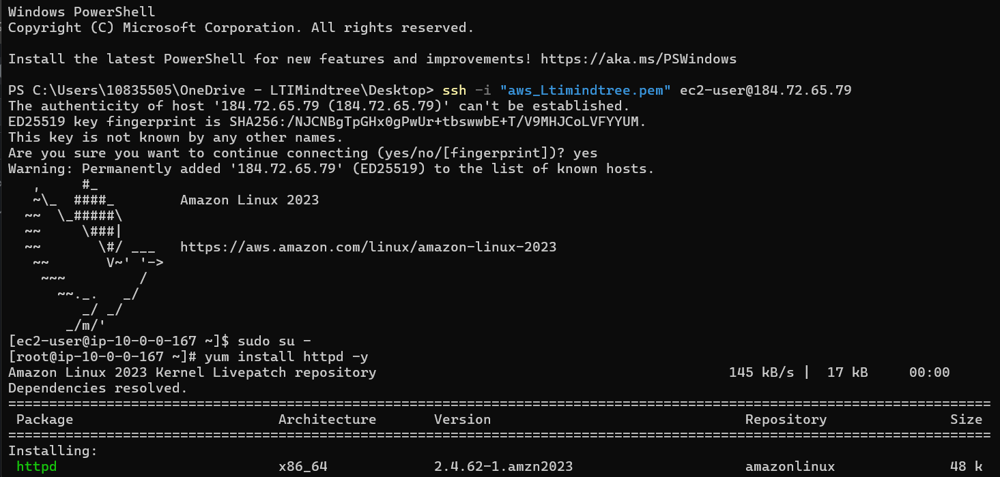 Windows PowerShell
Copyright (C) Microsoft Corporation. All rights reserved.
Install the latest PowerShell for new features and improvements! https://aka.ms/PSWindows
PS C:\Users\10835505\OneDrive - LTIMindtree\Desktop> ssh -i "aws_Ltimindtree.pem" ec2-user@184.72.65.79
The authenticity of host '184.72.65.79 (184.72.65.79)' can't be established.
ED25519 key fingerprint is SHA256:/NJCNBgTpGHx0gPwUr+tbswwbE+T/V9MHJCoLVFYYUM.
This key is not known by any other names.
Are you sure you want to continue connecting (yes/no/[fingerprint])? yes
Warning: Permanently added '184.72.65.79' (ED25519) to the list of known hosts.
   ,     #_
   ~\_  ####_        Amazon Linux 2023
  ~~  \_#####\
  ~~     \###|
  ~~       \#/ ___   https://aws.amazon.com/linux/amazon-linux-2023
   ~~       V~' '->
    ~~~         /
      ~~._.   _/
         _/ _/
       _/m/'
[ec2-user@ip-10-0-0-167 ~]$ sudo su -
[root@ip-10-0-0-167 ~]# yum install httpd -y
Amazon Linux 2023 Kernel Livepatch repository 145 kB/s | 17 kB 00:00
Dependencies resolved.
========================================================================================================================
Package Architecture Version Repository Size
========================================================================================================================
Installing:
httpd x86_64 2.4.62-1.amzn2023 amazonlinux 48 k